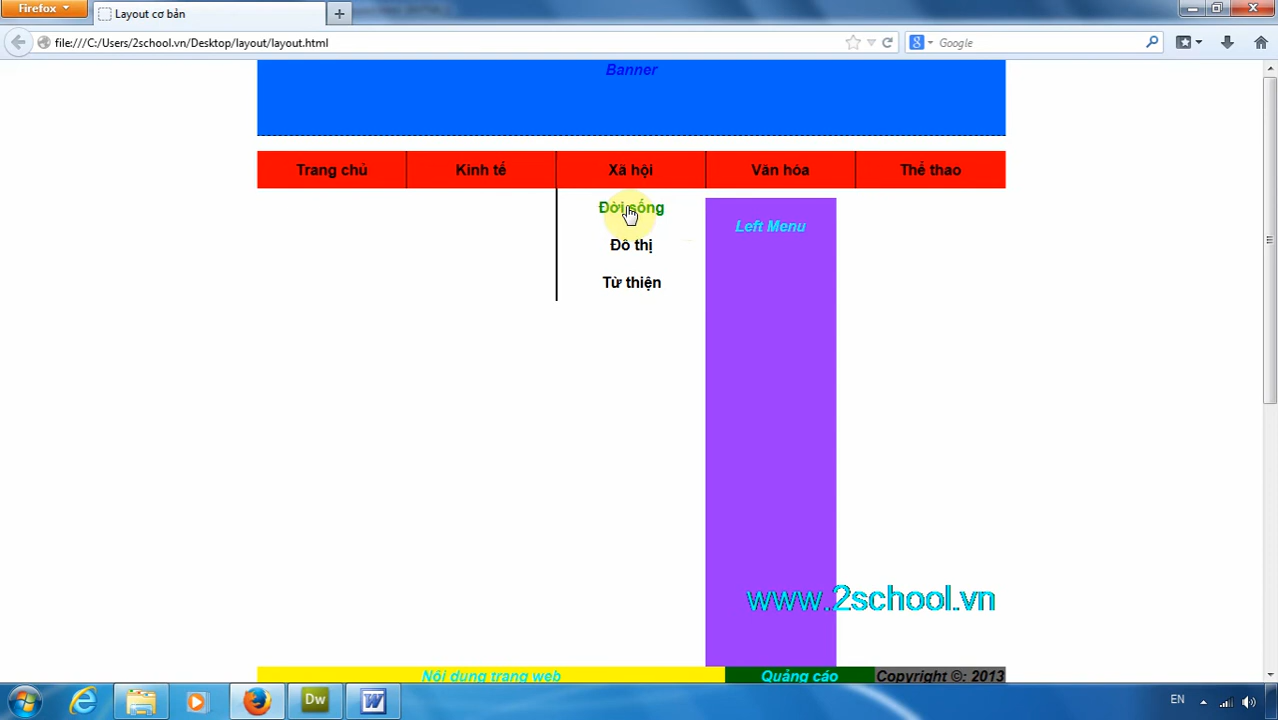 Firefox
Layout cơ bản
file:///C:/Users/2school.vn/Desktop/layout/layout.html
Google
Banner
Trang chủ
Kinh tế
Xã hội
Văn hóa
Thể thao
Đời sống
Left Menu
Đô thị
Từ thiện
www.2school.vn
Nội dung trang web
Quảng cáo
Copyright ©: 2013
Dw
EN